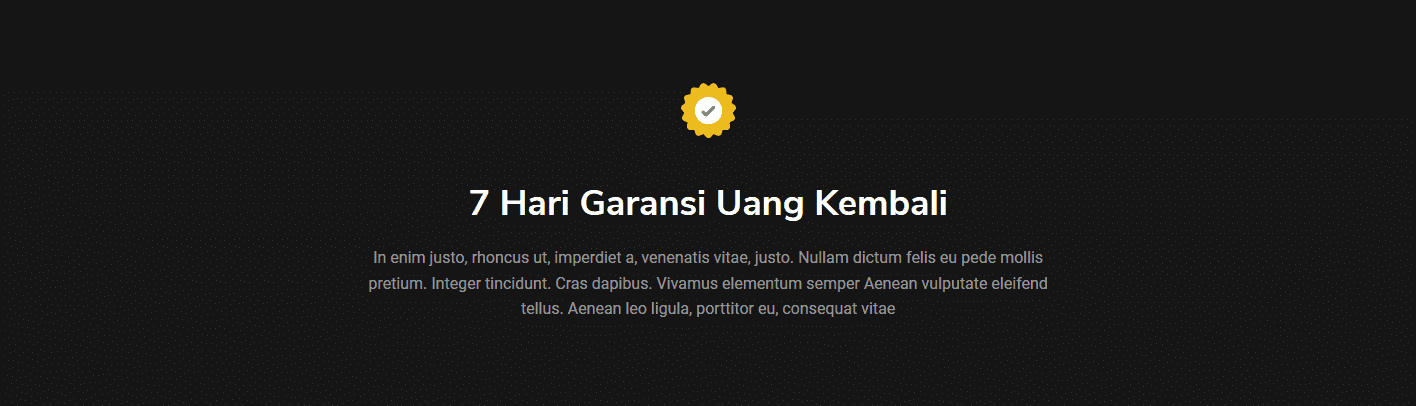 7 Hari Garansi Uang Kembali
In enim justo, rhoncus ut, imperdiet a, venenatis vitae, justo. Nullam dictum felis eu pede mollis
pretium. Integer tincidunt. Cras dapibus. Vivamus elementum semper Aenean vulputate eleifend
tellus. Aenean leo ligula, porttitor eu, consequat vitae